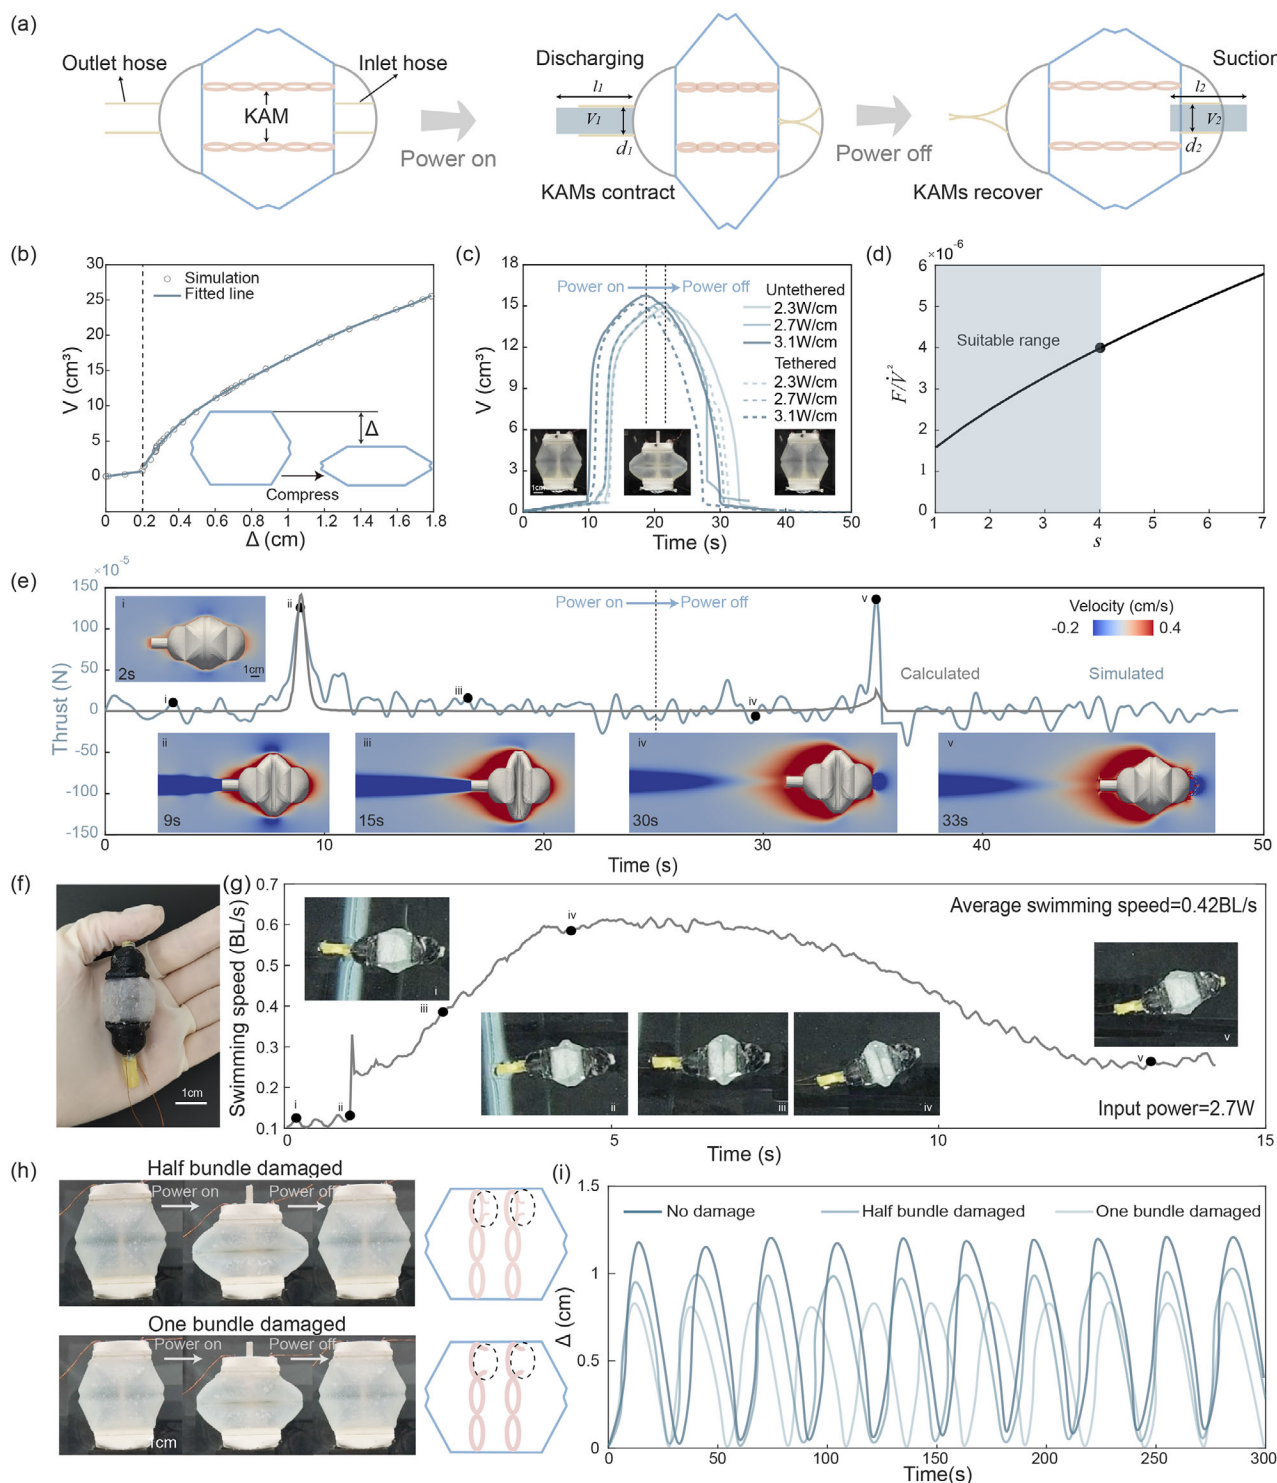 (a)
Outlet hose
Inlet hose
KAM
Power on
Discharging
l1
V1
d1
KAMs contract
Power off
Suction
l2
V2
d2
KAMs recover
(b)
V (cm³)
30
25
20
15
10
5
0
Simulation
Fitted line
Δ
Compress
0 0.2 0.4 0.6 0.8 1 1.2 1.4 1.6 1.8
Δ (cm)
(c)
V (cm³)
18
15
12
9
6
3
0
Power on Power off
Untethered
2.3W/cm
2.7W/cm
3.1W/cm
Tethered
2.3W/cm
2.7W/cm
3.1W/cm
1cm
0 10 20 30 40 50
Time (s)
(d)
×10⁻⁶
F/V̇²
6
5
4
3
2
1
0
Suitable range
1 2 3 4 5 6 7
s
(e)
×10⁻⁵
Thrust (N)
150
100
50
0
-50
-100
-150
i
2s
1cm
i
ii
iii
iv
v
Power on Power off
Velocity (cm/s)
-0.2 0.4
Calculated
Simulated
ii
9s
iii
15s
iv
30s
v
33s
0 10 20 30 40 50
Time (s)
(f)
1cm
(g)
Swimming speed (BL/s)
0.7
0.6
0.5
0.4
0.3
0.2
0.1
Average swimming speed=0.42BL/s
i
ii
iii
iv
v
i
ii
iii
iv
v
Input power=2.7W
0 5 10 15
Time (s)
(h)
Half bundle damaged
Power on Power off
One bundle damaged
Power on Power off
1cm
(i)
Δ (cm)
1.5
1
0.5
0
No damage Half bundle damaged One bundle damaged
0 50 100 150 200 250 300
Time(s)